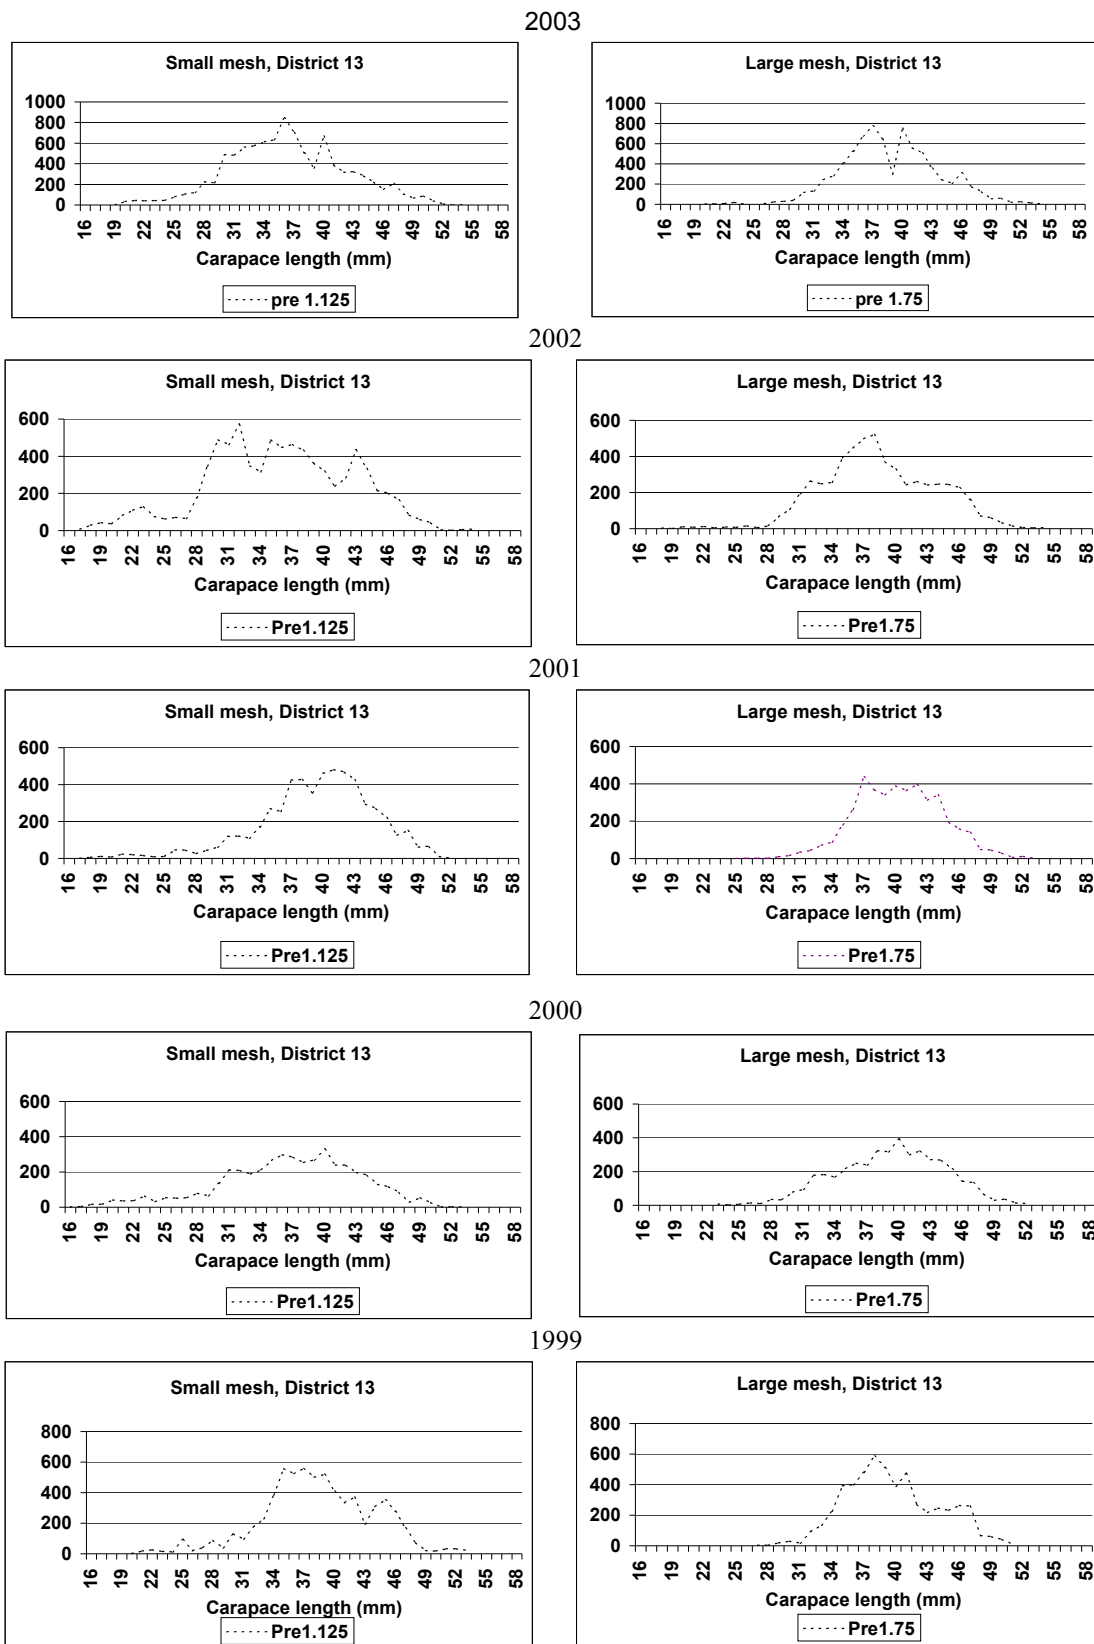 2003
Small mesh, District 13
1000
800
600
400
200
0
16 19 22 25 28 31 34 37 40 43 46 49 52 55 58
Carapace length (mm)
pre 1.125
Large mesh, District 13
1000
800
600
400
200
0
16 19 22 25 28 31 34 37 40 43 46 49 52 55 58
Carapace length (mm)
pre 1.75
2002
Small mesh, District 13
600
400
200
0
16 19 22 25 28 31 34 37 40 43 46 49 52 55 58
Carapace length (mm)
Pre1.125
Large mesh, District 13
600
400
200
0
16 19 22 25 28 31 34 37 40 43 46 49 52 55 58
Carapace length (mm)
Pre1.75
2001
Small mesh, District 13
600
400
200
0
16 19 22 25 28 31 34 37 40 43 46 49 52 55 58
Carapace length (mm)
Pre1.125
Large mesh, District 13
600
400
200
0
16 19 22 25 28 31 34 37 40 43 46 49 52 55 58
Carapace length (mm)
Pre1.75
2000
Small mesh, District 13
600
400
200
0
16 19 22 25 28 31 34 37 40 43 46 49 52 55 58
Carapace length (mm)
Pre1.125
Large mesh, District 13
600
400
200
0
16 19 22 25 28 31 34 37 40 43 46 49 52 55 58
Carapace length (mm)
Pre1.75
1999
Small mesh, District 13
800
600
400
200
0
16 19 22 25 28 31 34 37 40 43 46 49 52 55 58
Carapace length (mm)
Pre1.125
Large mesh, District 13
800
600
400
200
0
16 19 22 25 28 31 34 37 40 43 46 49 52 55 58
Carapace length (mm)
Pre1.75